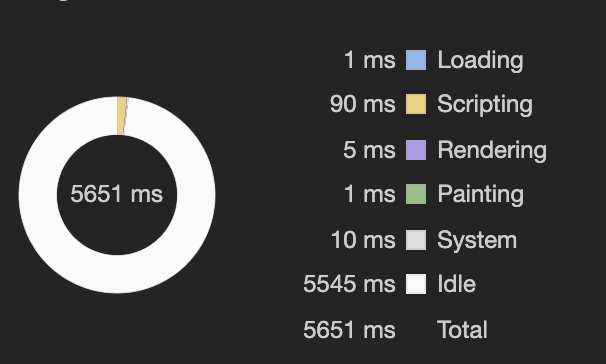 5651 ms
1 ms Loading
90 ms Scripting
5 ms Rendering
1 ms Painting
10 ms System
5545 ms Idle
5651 ms Total